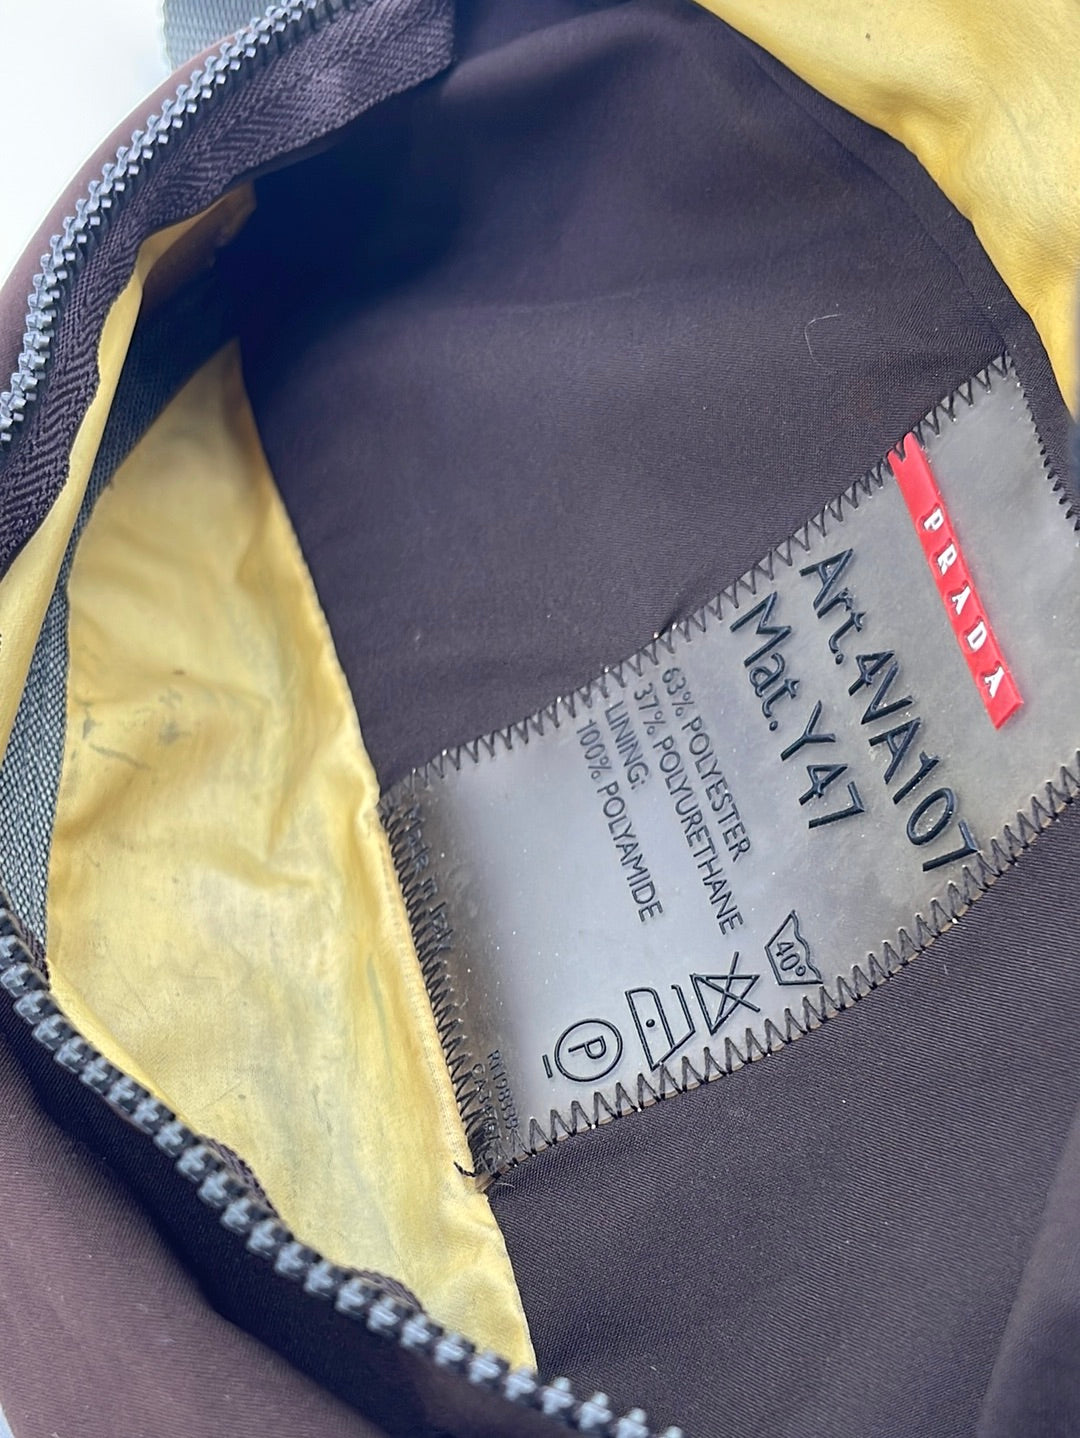 PRADA
Art. 4VA107
Mat. Y47
63% POLYESTER
37% POLYURETHANE
LINING:
100% POLYAMIDE
40°
P